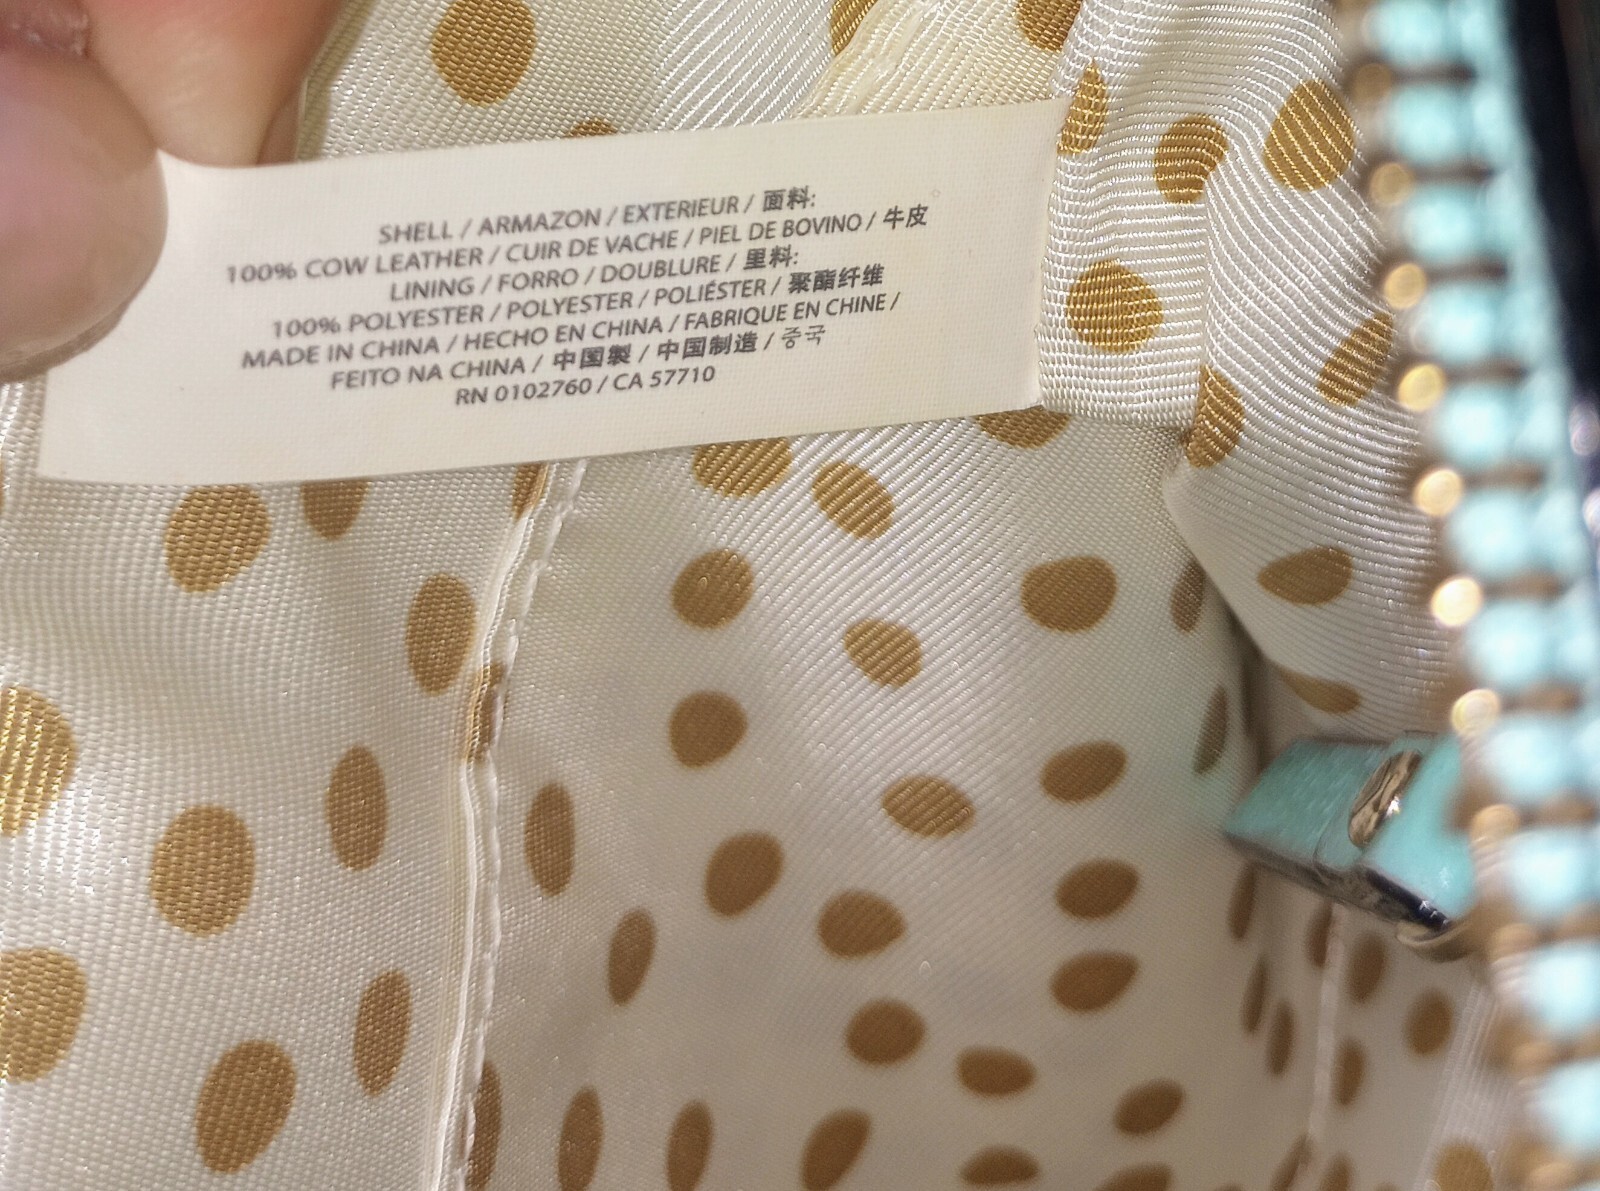 SHELL / ARMAZON / EXTERIEUR / 面料:
100% COW LEATHER / CUIR DE VACHE / PIEL DE BOVINO / 牛皮
LINING / FORRO / DOUBLURE / 里料:
100% POLYESTER / POLYESTER / POLIÉSTER / 聚酯纤维
MADE IN CHINA / HECHO EN CHINA / FABRIQUE EN CHINE /
FEITO NA CHINA / 中国製 / 中国制造 / 중국
RN 0102760 / CA 57710